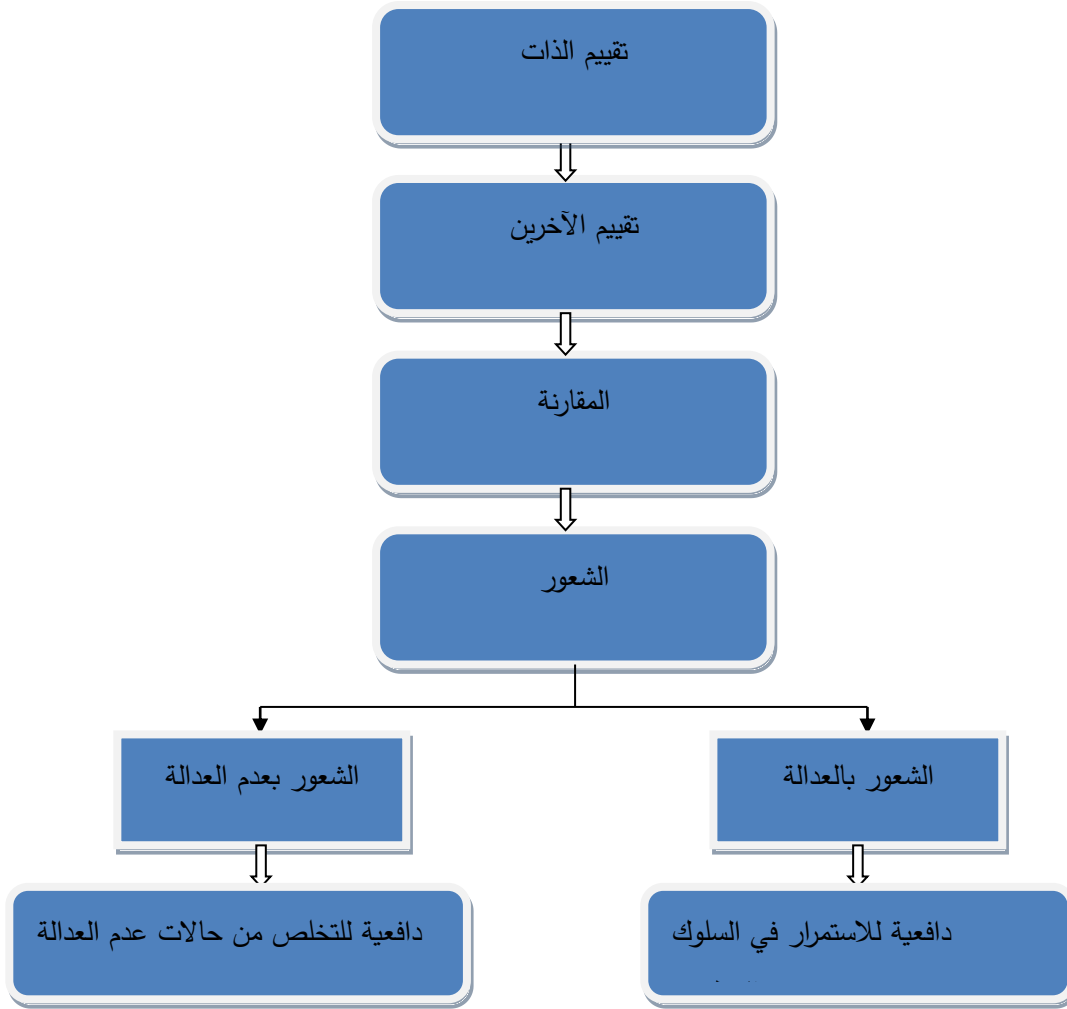 تقييم الذات
تقييم الآخرين
المقارنة
الشعور
الشعور بالعدالة
الشعور بعدم العدالة
دافعية للاستمرار في السلوك
دافعية للتخلص من حالات عدم العدالة